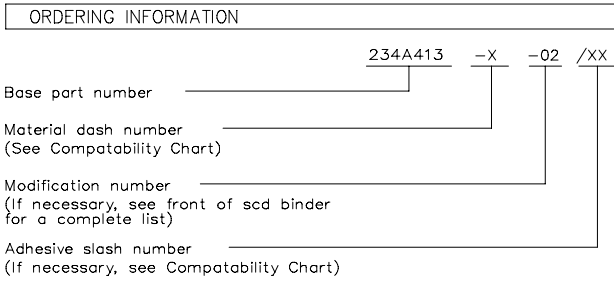 ORDERING INFORMATION
234A413 -X -02 /XX
Base part number
Material dash number
(See Compatability Chart)
Modification number
(If necessary, see front of scd binder
for a complete list)
Adhesive slash number
(If necessary, see Compatability Chart)